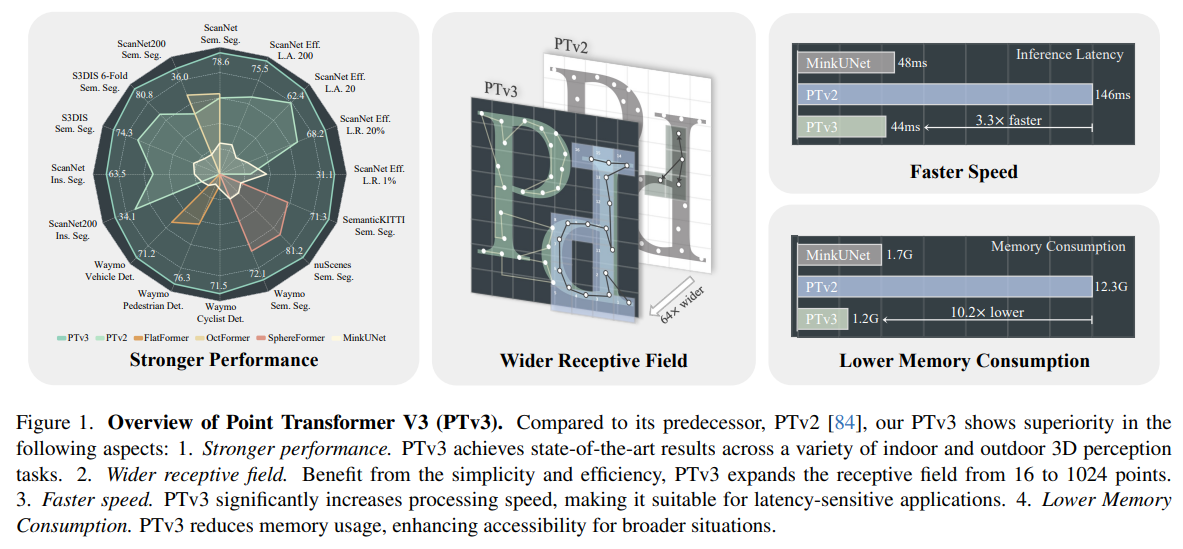 ScanNet
Sem. Seg.
78.6
ScanNet Eff.
L.A. 200
75.5
ScanNet Eff.
L.A. 20
62.4
ScanNet Eff.
L.R. 20%
68.2
ScanNet Eff.
L.R. 1%
31.1
SemanticKITTI
Sem. Seg.
71.3
nuScenes
Sem. Seg.
81.2
Waymo
Sem. Seg.
72.1
Waymo
Cyclist Det.
71.5
Waymo
Pedestrian Det.
76.3
Waymo
Vehicle Det.
71.2
ScanNet200
Ins. Seg.
34.1
ScanNet
Ins. Seg.
63.5
S3DIS
Sem. Seg.
74.3
S3DIS 6-Fold
Sem. Seg.
80.8
ScanNet200
Sem. Seg.
36.0
PTv3 PTv2 FlatFormer OctFormer SphereFormer MinkUNet
Stronger Performance
PTv2
PTv3
64× wider
Wider Receptive Field
Inference Latency
MinkUNet 48ms
PTv2 146ms
PTv3 44ms 3.3× faster
Faster Speed
Memory Consumption
MinkUNet 1.7G
PTv2 12.3G
PTv3 1.2G 10.2× lower
Lower Memory Consumption
Figure 1. Overview of Point Transformer V3 (PTv3). Compared to its predecessor, PTv2 [84], our PTv3 shows superiority in the
following aspects: 1. Stronger performance. PTv3 achieves state-of-the-art results across a variety of indoor and outdoor 3D perception
tasks. 2. Wider receptive field. Benefit from the simplicity and efficiency, PTv3 expands the receptive field from 16 to 1024 points.
3. Faster speed. PTv3 significantly increases processing speed, making it suitable for latency-sensitive applications. 4. Lower Memory
Consumption. PTv3 reduces memory usage, enhancing accessibility for broader situations.